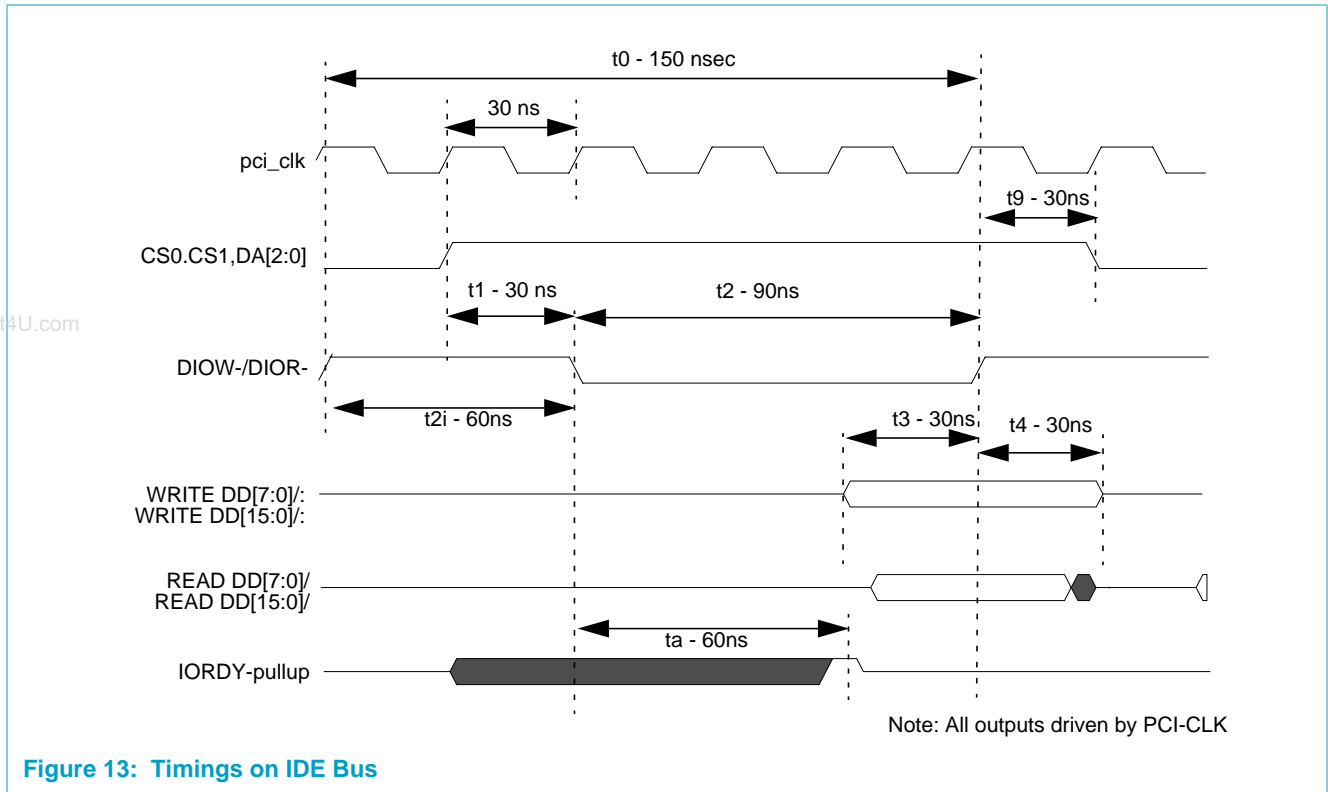 t0 - 150 nsec
30 ns
pci_clk
t9 - 30ns
CS0.CS1,DA[2:0]
t1 - 30 ns
t2 - 90ns
t4U.com
DIOW-/DIOR-
t2i - 60ns
t3 - 30ns
t4 - 30ns
WRITE DD[7:0]/:
WRITE DD[15:0]/:
READ DD[7:0]/
READ DD[15:0]/
ta - 60ns
IORDY-pullup
Note: All outputs driven by PCI-CLK
Figure 13: Timings on IDE Bus